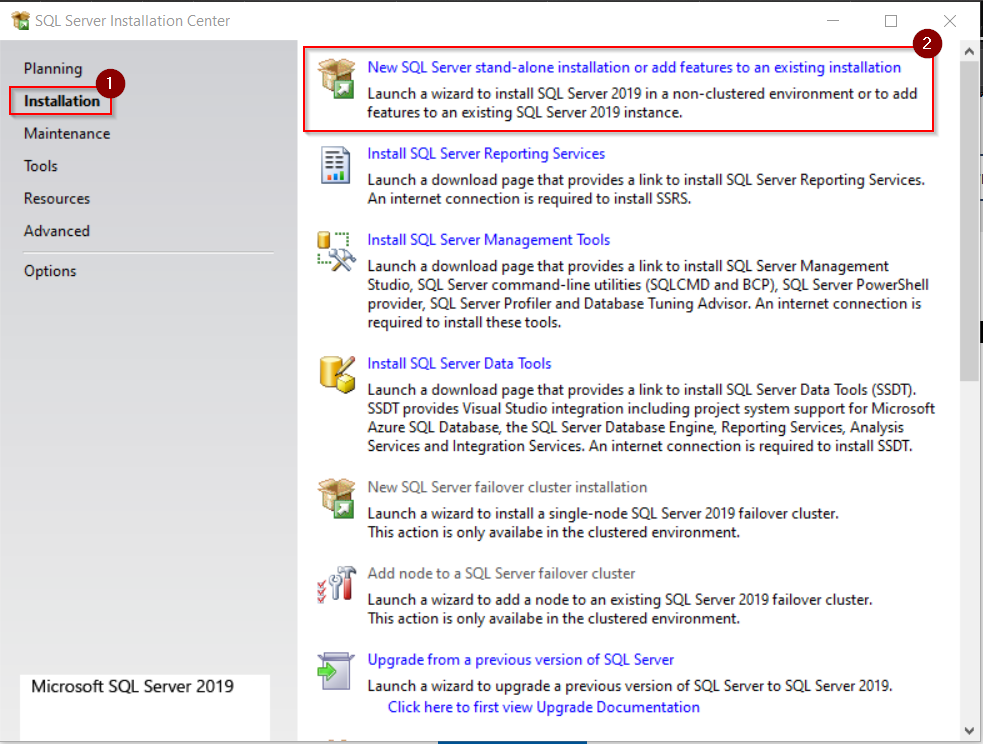 SQL Server Installation Center
Planning
1
Installation
Maintenance
Tools
Resources
Advanced
Options
Microsoft SQL Server 2019
2
New SQL Server stand-alone installation or add features to an existing installation
Launch a wizard to install SQL Server 2019 in a non-clustered environment or to add
features to an existing SQL Server 2019 instance.
Install SQL Server Reporting Services
Launch a download page that provides a link to install SQL Server Reporting Services.
An internet connection is required to install SSRS.
Install SQL Server Management Tools
Launch a download page that provides a link to install SQL Server Management
Studio, SQL Server command-line utilities (SQLCMD and BCP), SQL Server PowerShell
provider, SQL Server Profiler and Database Tuning Advisor. An internet connection is
required to install these tools.
Install SQL Server Data Tools
Launch a download page that provides a link to install SQL Server Data Tools (SSDT).
SSDT provides Visual Studio integration including project system support for Microsoft
Azure SQL Database, the SQL Server Database Engine, Reporting Services, Analysis
Services and Integration Services. An internet connection is required to install SSDT.
New SQL Server failover cluster installation
Launch a wizard to install a single-node SQL Server 2019 failover cluster.
This action is only availabe in the clustered environment.
Add node to a SQL Server failover cluster
Launch a wizard to add a node to an existing SQL Server 2019 failover cluster.
This action is only availabe in the clustered environment.
Upgrade from a previous version of SQL Server
Launch a wizard to upgrade a previous version of SQL Server to SQL Server 2019.
Click here to first view Upgrade Documentation